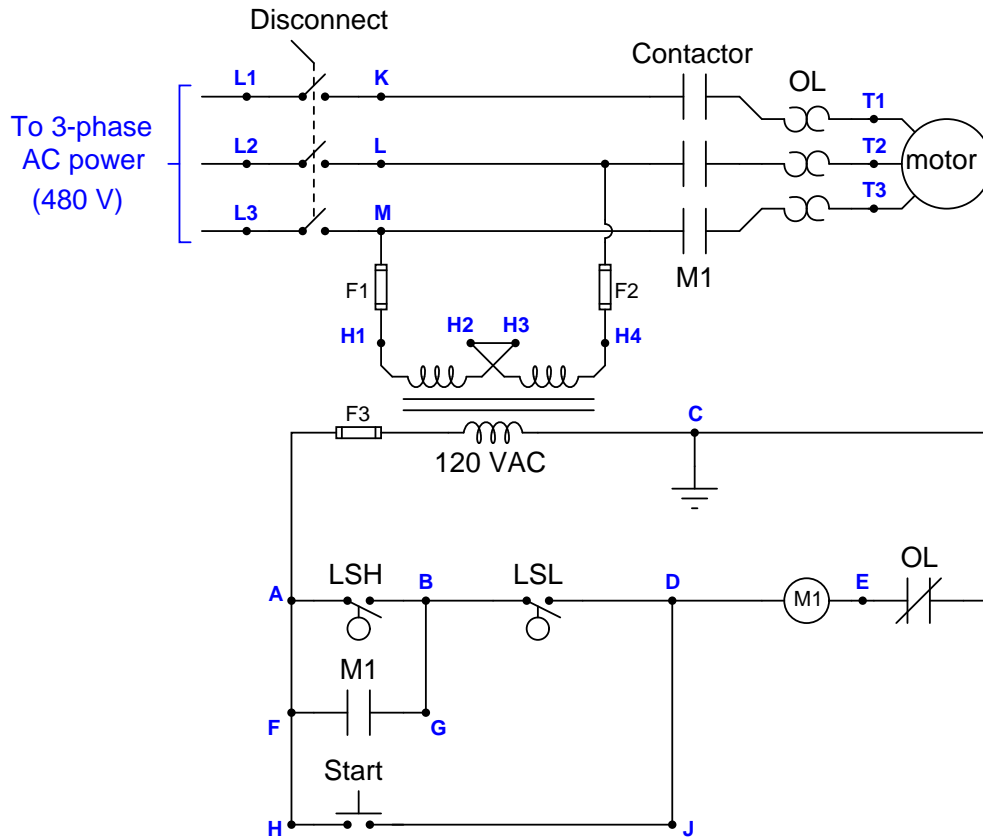 Disconnect
Contactor
OL
L1
K
T1
To 3-phase
AC power
(480 V)
L2
L
T2
motor
L3
M
T3
M1
F1
F2
H1
H2
H3
H4
F3
C
120 VAC
A
LSH
B
LSL
D
M1
E
OL
M1
F
G
Start
H
J